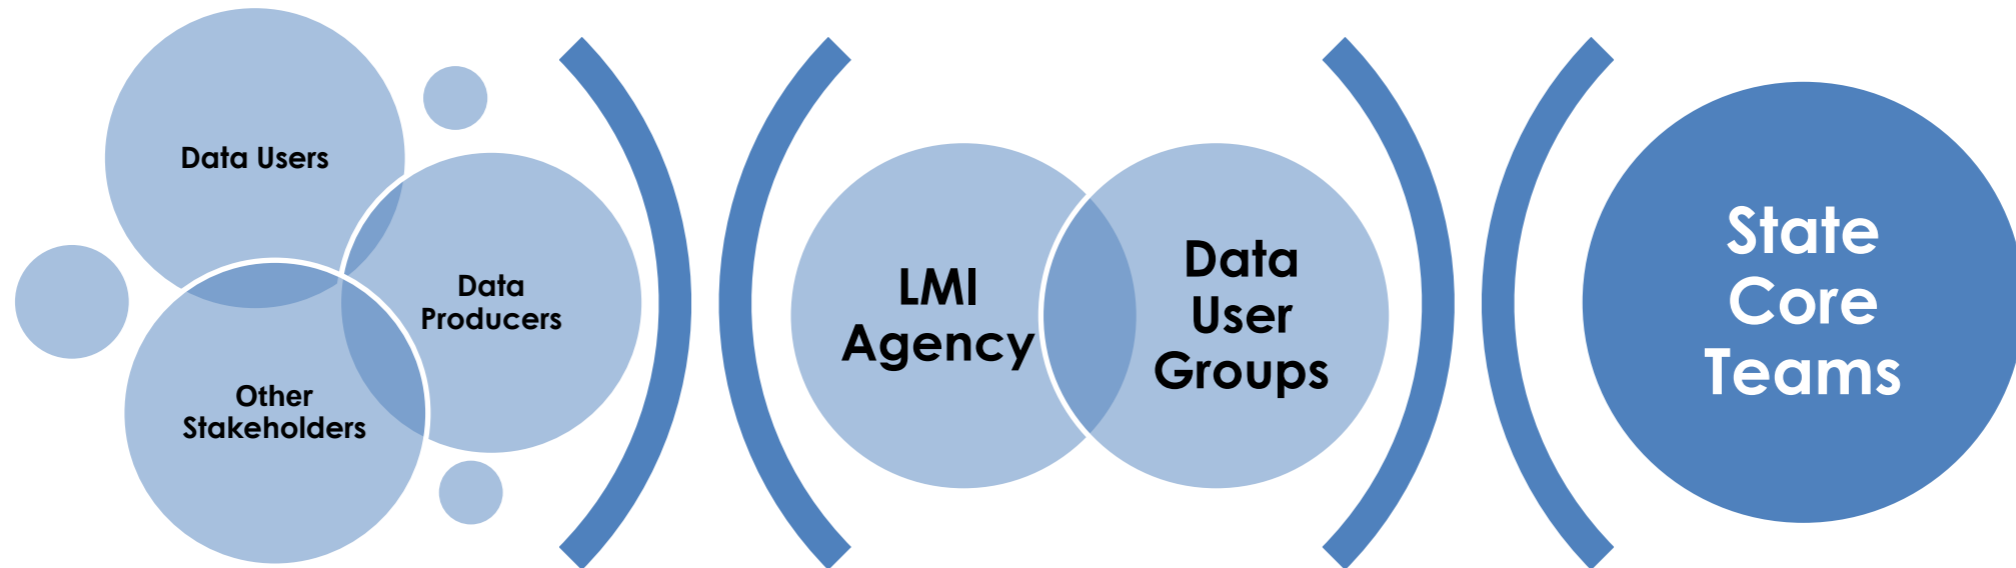 Data Users
Data
Producers
Other
Stakeholders
LMI
Agency
Data
User
Groups
State
Core
Teams